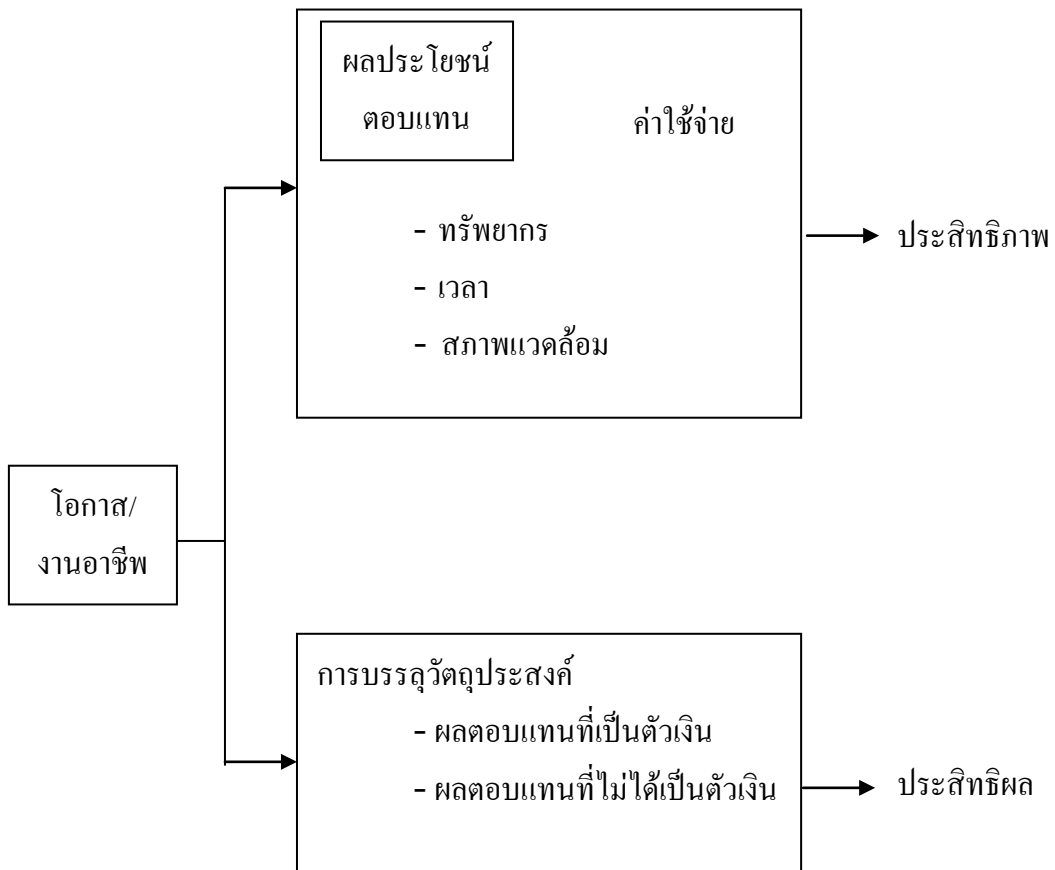 ผลประโยชน์
ตอบแทน
ค่าใช้จ่าย
- ทรัพยากร
- เวลา
- สภาพแวดล้อม
ประสิทธิภาพ
โอกาส/
งานอาชีพ
การบรรลุวัตถุประสงค์
- ผลตอบแทนที่เป็นตัวเงิน
- ผลตอบแทนที่ไม่ได้เป็นตัวเงิน
ประสิทธิผล